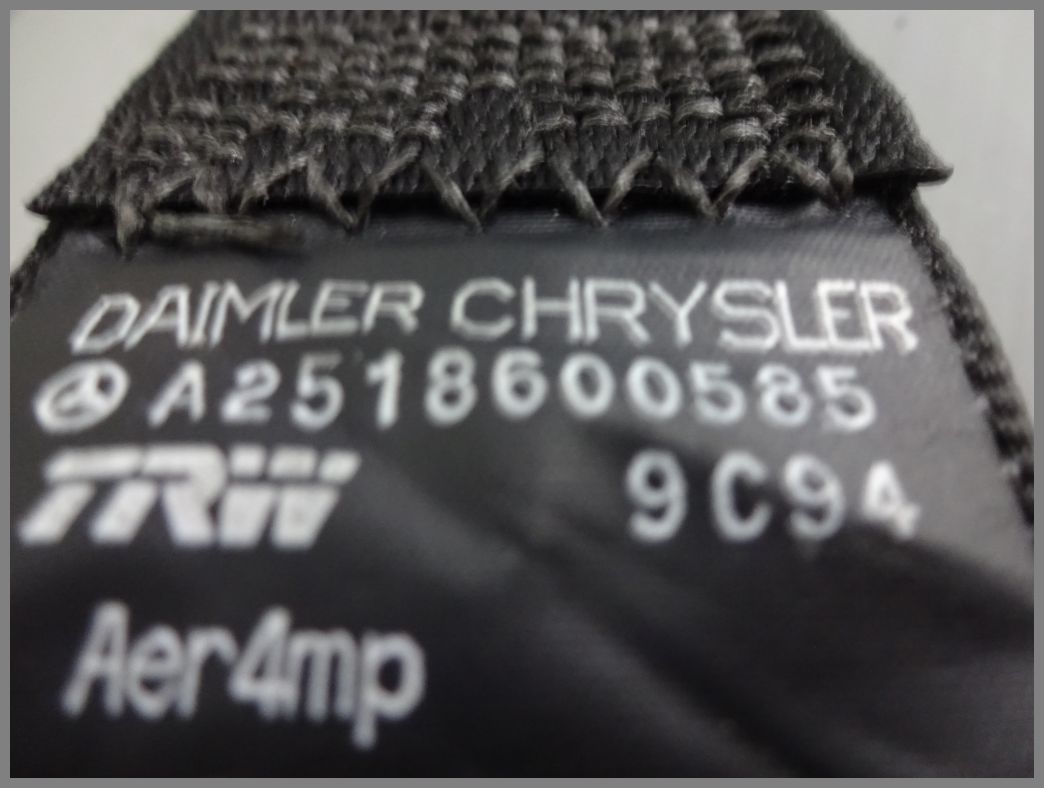 DAIMLER CHRYSLER
A2518600585
TRW 9C94
Aer4mp